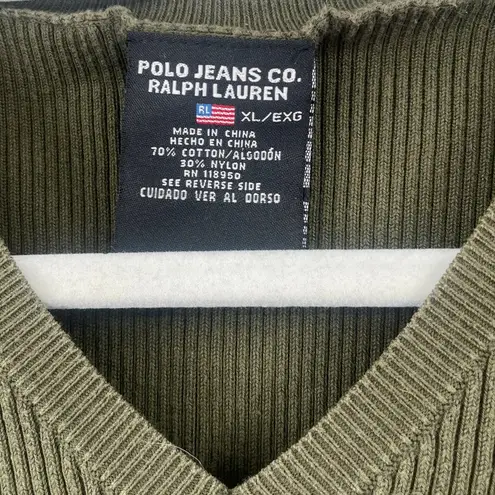 POLO JEANS CO.
RALPH LAUREN
RL XL/EXG
MADE IN CHINA
HECHO EN CHINA
70% COTTON/ALGODÓN
30% NYLON
RN 118950
SEE REVERSE SIDE
CUIDADO VER AL DORSO